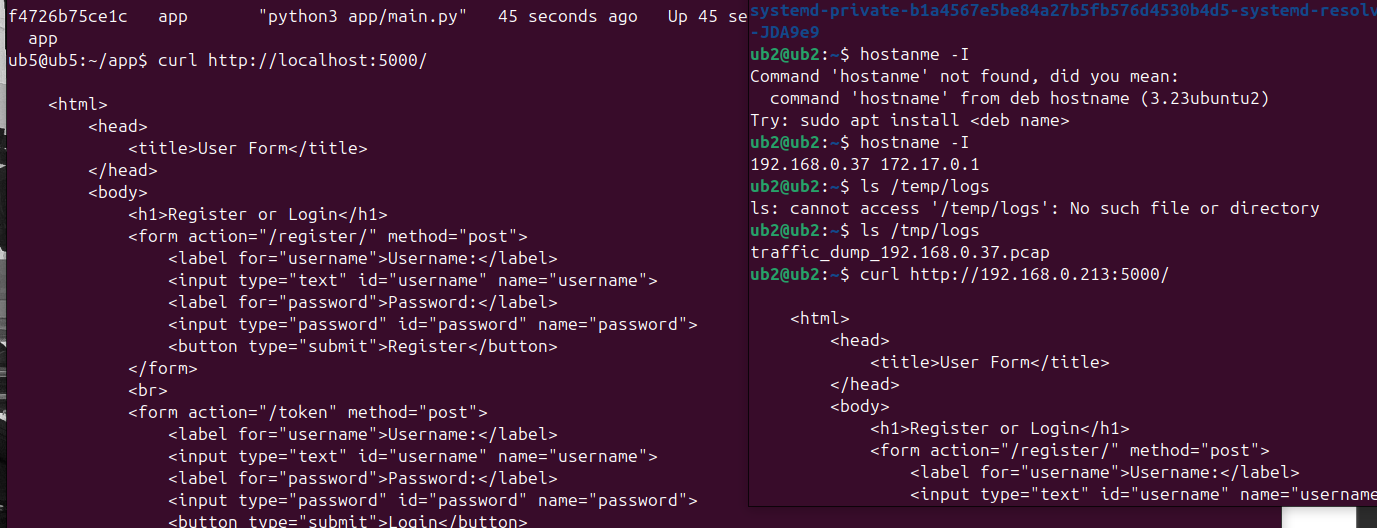 f4726b75ce1c   app       "python3 app/main.py"   45 seconds ago   Up 45 se
  app
ub5@ub5:~/app$ curl http://localhost:5000/
    <html>
        <head>
            <title>User Form</title>
        </head>
        <body>
            <h1>Register or Login</h1>
            <form action="/register/" method="post">
                <label for="username">Username:</label>
                <input type="text" id="username" name="username">
                <label for="password">Password:</label>
                <input type="password" id="password" name="password">
                <button type="submit">Register</button>
            </form>
            <br>
            <form action="/token" method="post">
                <label for="username">Username:</label>
                <input type="text" id="username" name="username">
                <label for="password">Password:</label>
                <input type="password" id="password" name="password">
                <button type="submit">Login</button>
systemd-private-b1a4567e5be84a27b5fb576d4530b4d5-systemd-resolv
-JDA9e9
ub2@ub2:~$ hostanme -I
Command 'hostanme' not found, did you mean:
  command 'hostname' from deb hostname (3.23ubuntu2)
Try: sudo apt install <deb name>
ub2@ub2:~$ hostname -I
192.168.0.37 172.17.0.1
ub2@ub2:~$ ls /temp/logs
ls: cannot access '/temp/logs': No such file or directory
ub2@ub2:~$ ls /tmp/logs
traffic_dump_192.168.0.37.pcap
ub2@ub2:~$ curl http://192.168.0.213:5000/
    <html>
        <head>
            <title>User Form</title>
        </head>
        <body>
            <h1>Register or Login</h1>
            <form action="/register/" method="post">
                <label for="username">Username:</label>
                <input type="text" id="username" name="username